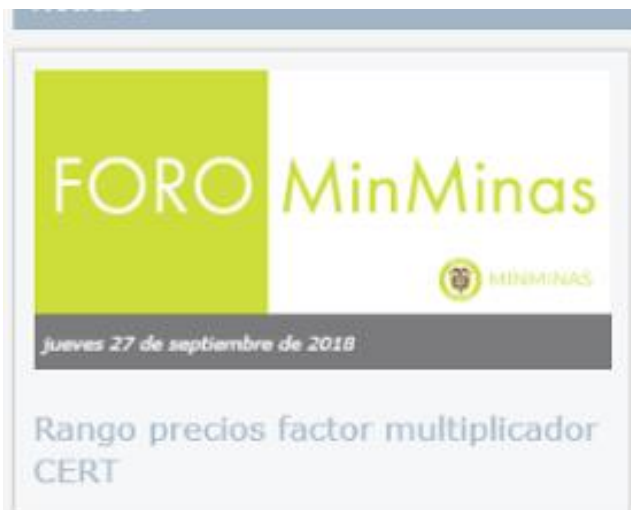 FORO MinMinas
MINMINAS
jueves 27 de septiembre de 2018
Rango precios factor multiplicador
CERT